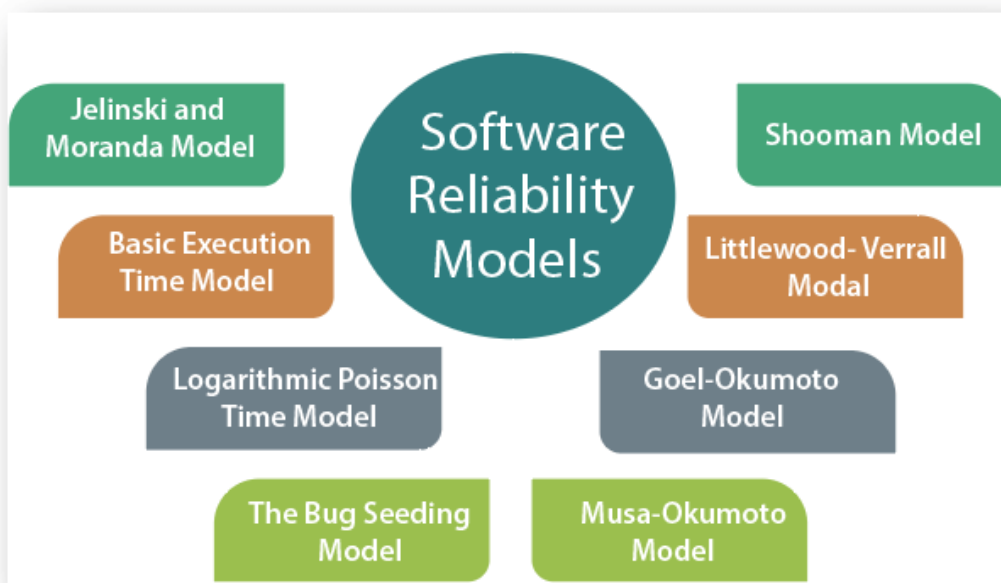 Software
Reliability
Models
Jelinski and
Moranda Model
Shooman Model
Basic Execution
Time Model
Littlewood- Verrall
Modal
Logarithmic Poisson
Time Model
Goel-Okumoto
Model
The Bug Seeding
Model
Musa-Okumoto
Model